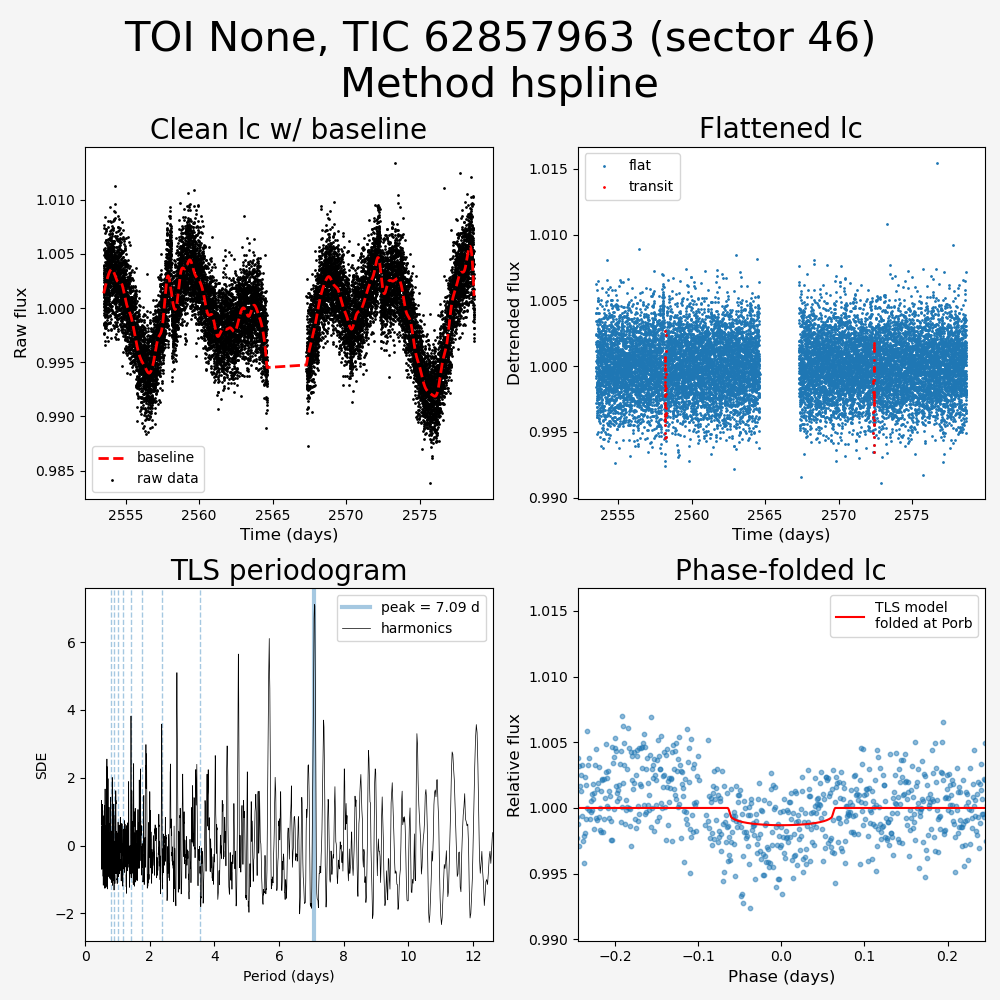 TOI None, TIC 62857963 (sector 46)
Method hspline
Clean lc w/ baseline
Raw flux
1.010
1.005
1.000
0.995
0.990
0.985
baseline
raw data
2555
2560
2565
2570
2575
Time (days)
Flattened lc
Detrended flux
1.015
1.010
1.005
1.000
0.995
0.990
flat
transit
2555
2560
2565
2570
2575
Time (days)
TLS periodogram
SDE
6
4
2
0
−2
peak = 7.09 d
harmonics
0
2
4
6
8
10
12
Period (days)
Phase-folded lc
Relative flux
1.015
1.010
1.005
1.000
0.995
0.990
TLS model
folded at Porb
−0.2
−0.1
0.0
0.1
0.2
Phase (days)